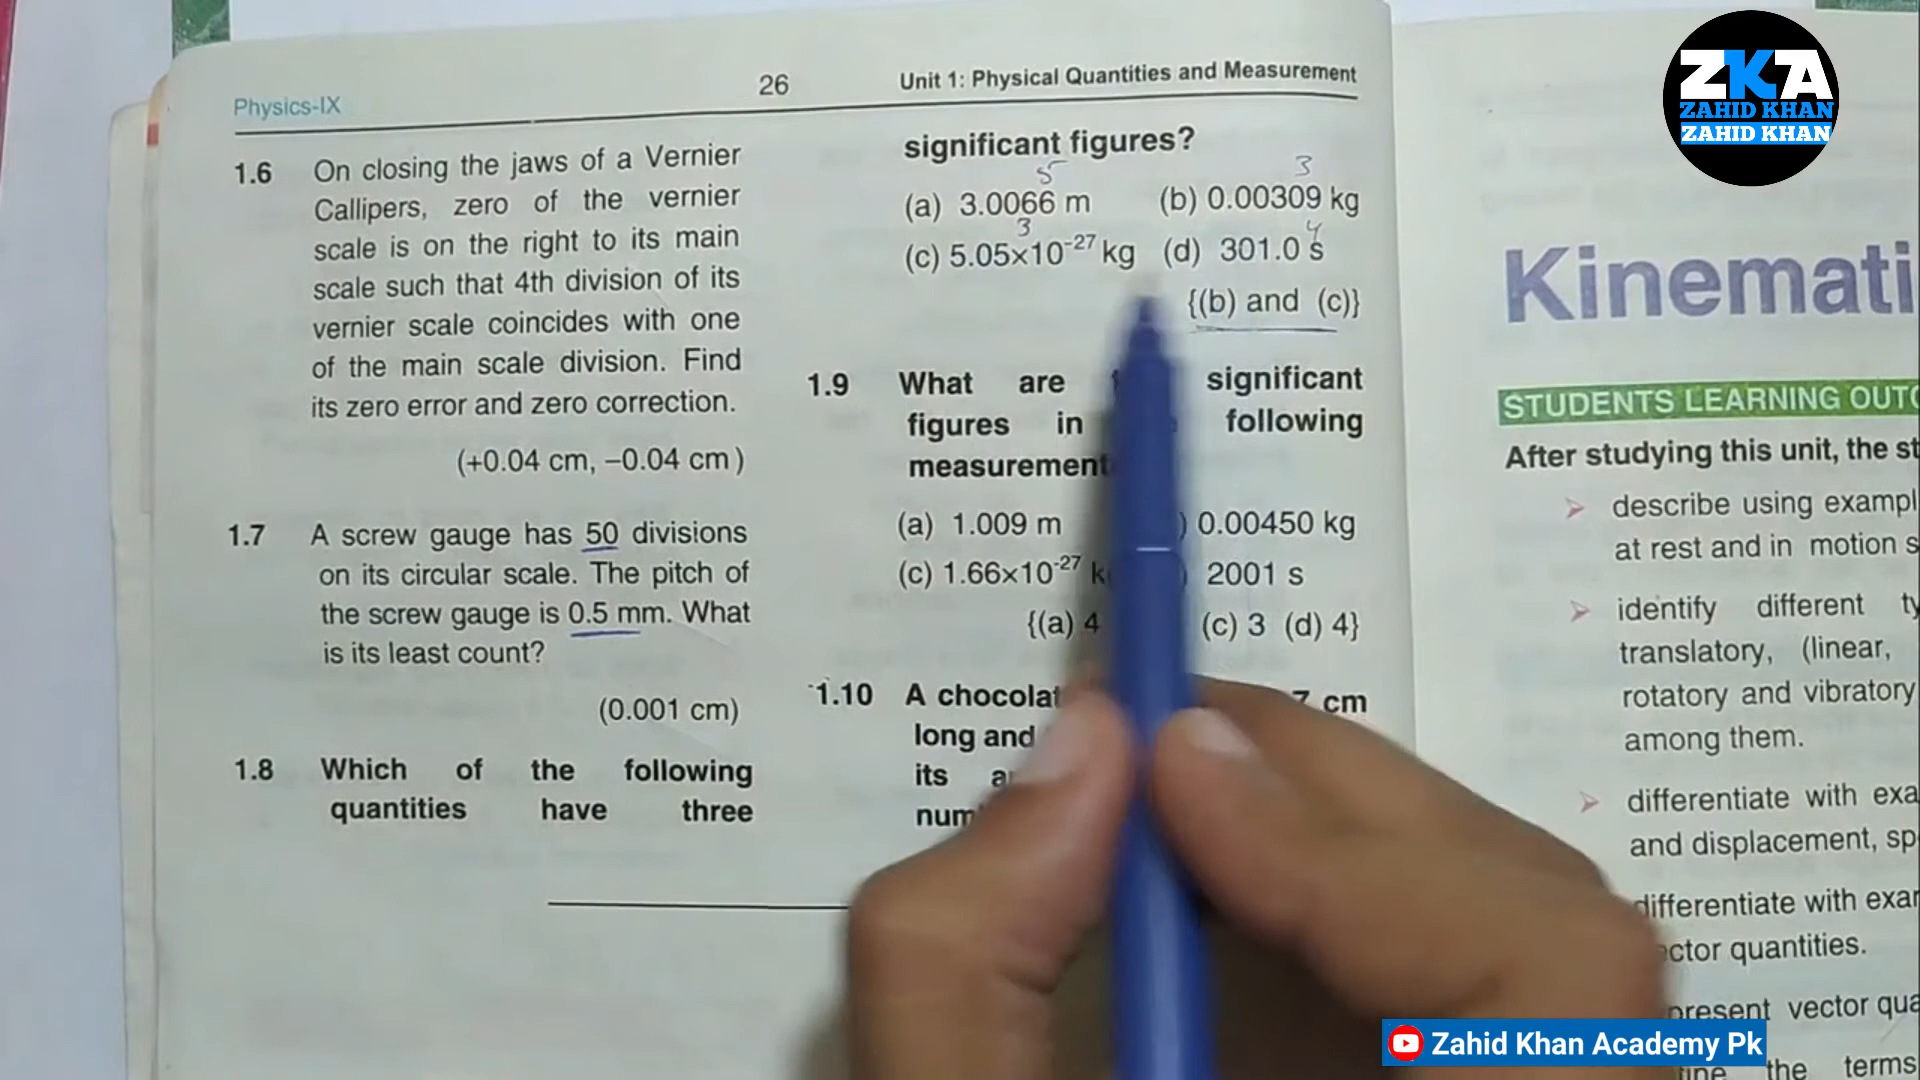 Physics-IX
26
Unit 1: Physical Quantities and Measurement
1.6 On closing the jaws of a Vernier
Callipers, zero of the vernier
scale is on the right to its main
scale such that 4th division of its
vernier scale coincides with one
of the main scale division. Find
its zero error and zero correction.
(+0.04 cm, −0.04 cm)
1.7 A screw gauge has 50 divisions
on its circular scale. The pitch of
the screw gauge is 0.5 mm. What
is its least count?
(0.001 cm)
1.8 Which of the following
quantities have three
significant figures?
5 3
(a) 3.0066 m (b) 0.00309 kg
3 4
(c) 5.05×10⁻²⁷ kg (d) 301.0 s
{(b) and (c)}
1.9 What are significant
figures in following
measurement
(a) 1.009 m ) 0.00450 kg
(c) 1.66×10⁻²⁷ k 2001 s
{(a) 4 (c) 3 (d) 4}
1.10 A chocolat 7 cm
long and
its a
num
Kinemati
STUDENTS LEARNING OUTC
After studying this unit, the st
describe using exampl
at rest and in motion s
identify different ty
translatory, (linear,
rotatory and vibratory
among them.
differentiate with exa
and displacement, sp
differentiate with exam
ector quantities.
present vector qua
the terms
ZKA
ZAHID KHAN
ZAHID KHAN
Zahid Khan Academy Pk